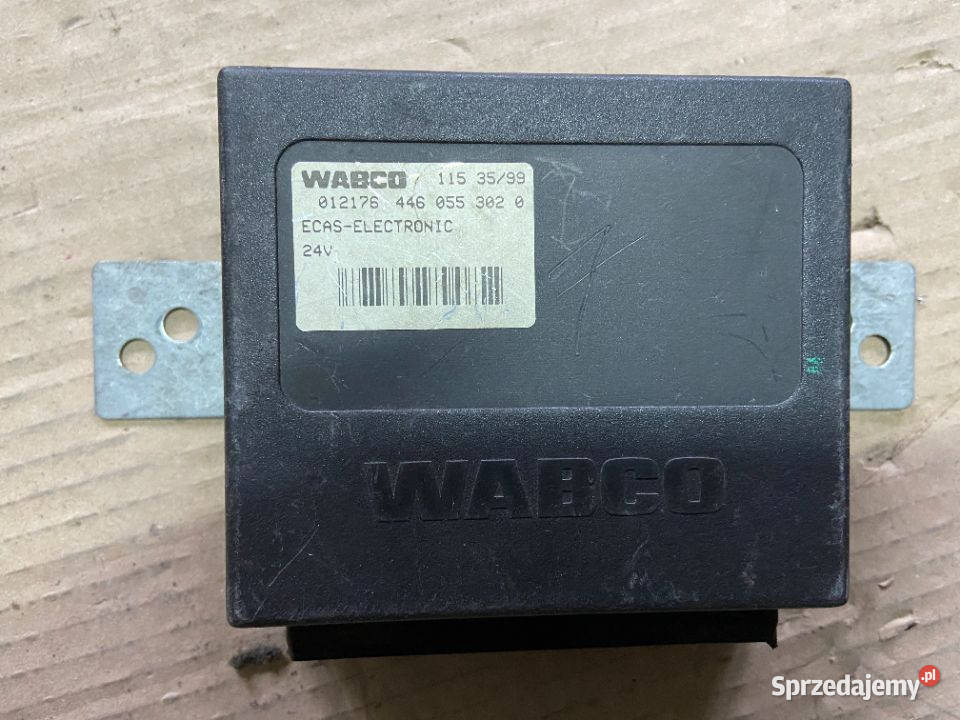 WABCO / 115 35/99
012176 446 055 302 0
ECAS-ELECTRONIC
24V
WABCO
Sprzedajemy.pl